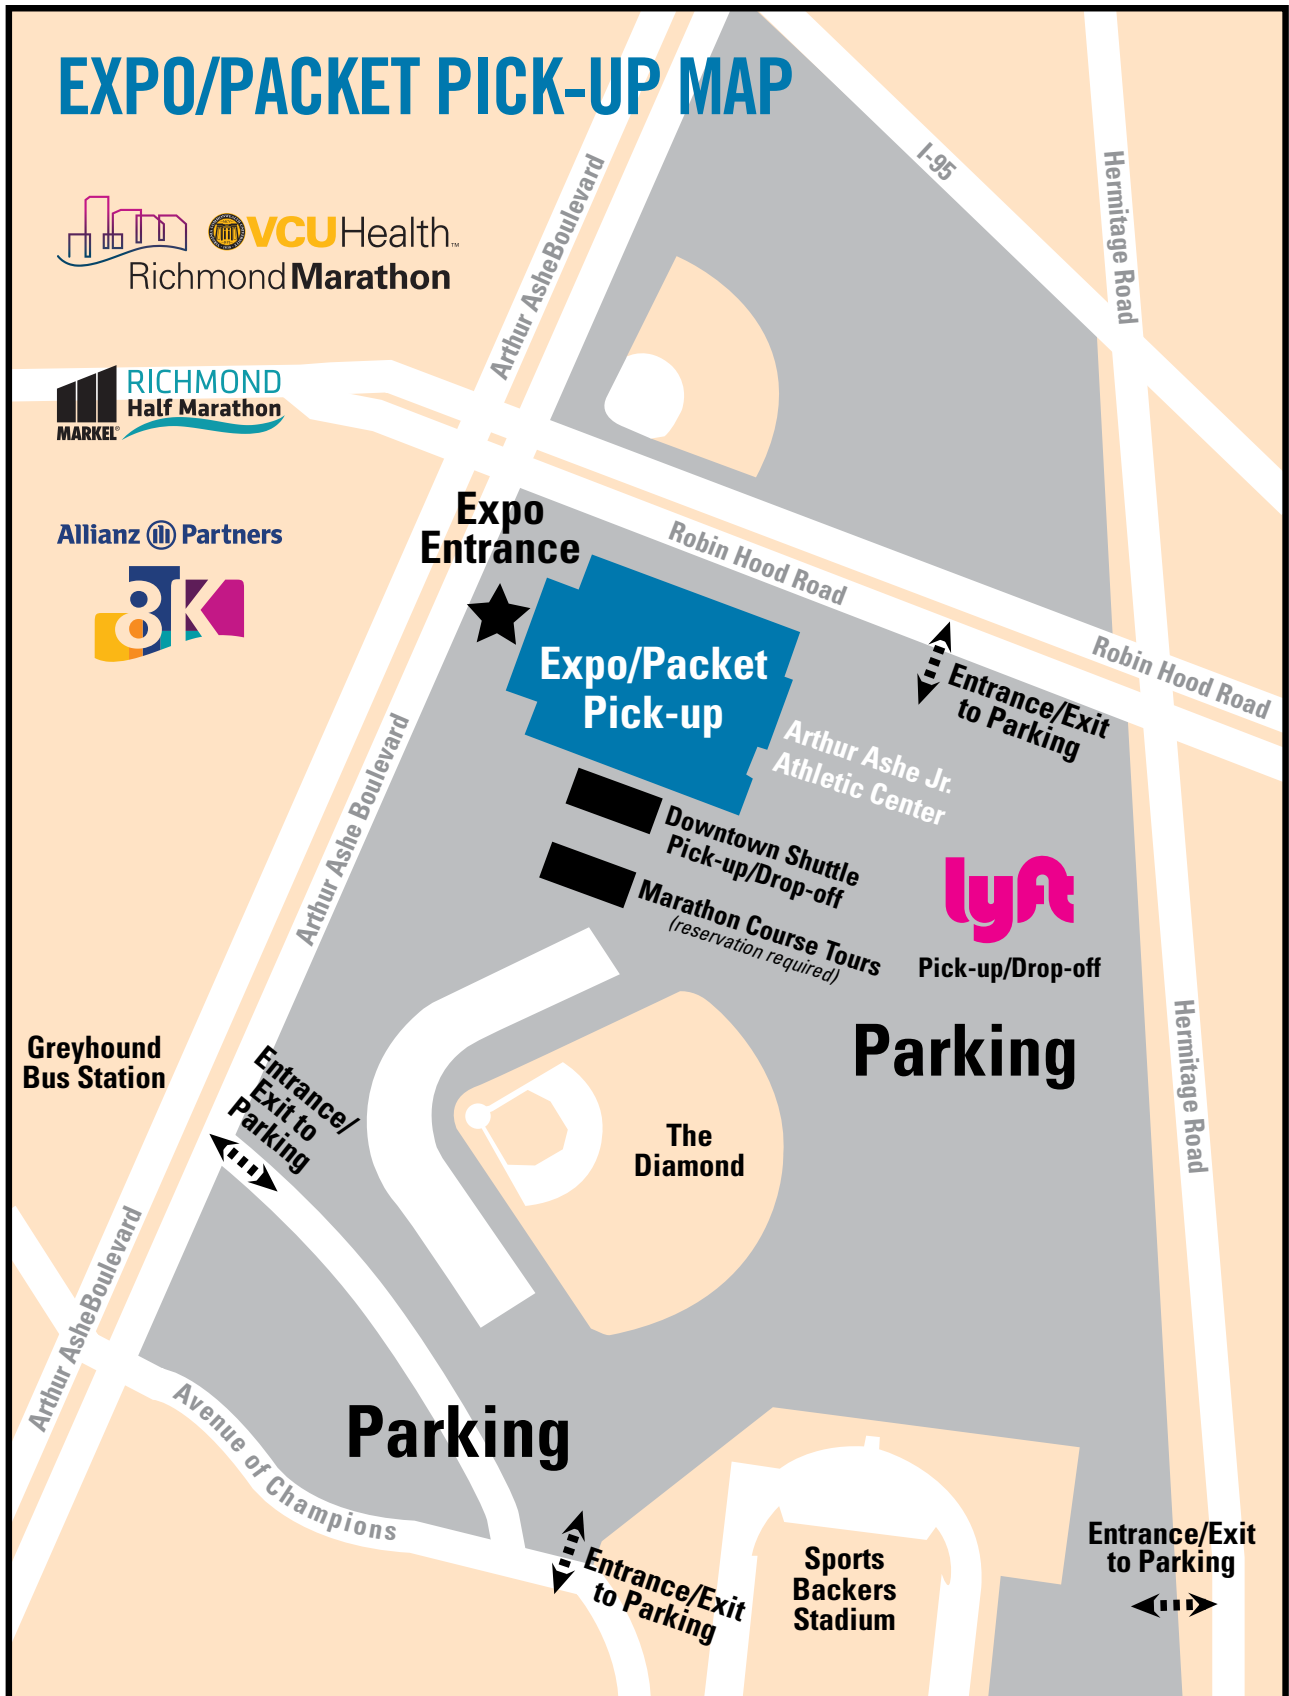 EXPO/PACKET PICK-UP MAP
I-95
Hermitage Road
Arthur AsheBoulevard
VCUHealth™
Richmond Marathon
RICHMOND
Half Marathon
MARKEL®
Expo
Entrance
Robin Hood Road
Allianz Partners
8K
Robin Hood Road
Expo/Packet
Pick-up
Entrance/Exit
to Parking
Arthur Ashe Jr.
Athletic Center
Arthur Ashe Boulevard
Downtown Shuttle
Pick-up/Drop-off
Marathon Course Tours
(reservation required)
lyft
Pick-up/Drop-off
Parking
Hermitage Road
Greyhound
Bus Station
Entrance/
Exit to
Parking
The
Diamond
Arthur AsheBoulevard
Parking
Avenue of Champions
Entrance/Exit
to Parking
Sports
Backers
Stadium
Entrance/Exit
to Parking